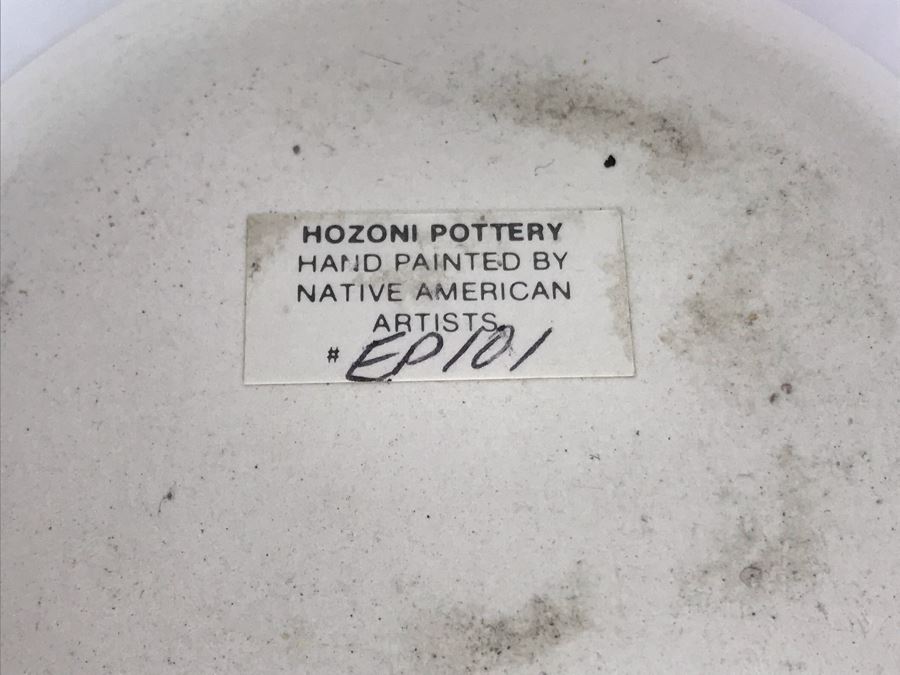 HOZONI POTTERY
HAND PAINTED BY
NATIVE AMERICAN
ARTISTS
# EP101